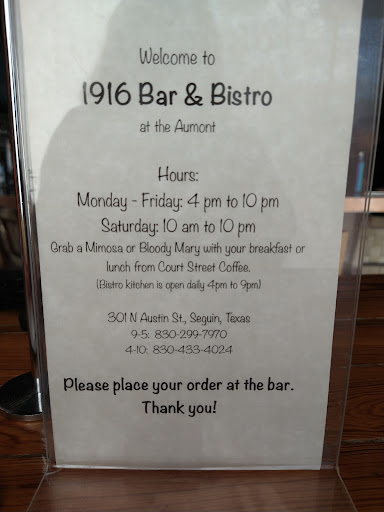 Welcome to
1916 Bar & Bistro
at the Aumont
Hours:
Monday - Friday: 4 pm to 10 pm
Saturday: 10 am to 10 pm
Grab a Mimosa or Bloody Mary with your breakfast or
lunch from Court Street Coffee.
(Bistro kitchen is open daily 4pm to 9pm)
301 N Austin St., Seguin, Texas
9-5: 830-299-7970
4-10: 830-433-4024
Please place your order at the bar.
Thank you!